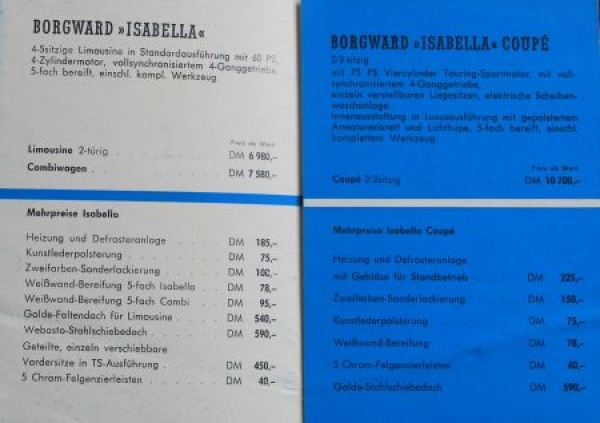 BORGWARD »ISABELLA«
4-5sitzige Limousine in Standardausführung mit 60 PS,
4-Zylindermotor, vollsynchronisiertem 4-Ganggetriebe,
5-fach bereift, einschl. kompl. Werkzeug.
Preis ab Werk
Limousine 2-türig . DM 6 980,–
Combiwagen . DM 7 580,–
Mehrpreise Isabella
Heizung und Defrosteranlage . DM 185,–
Kunstlederpolsterung . DM 75,–
Zweifarben-Sonderlackierung . DM 100,–
Weißwand-Bereifung 5-fach Isabella . DM 78,–
Weißwand-Bereifung 5-fach Combi . DM 95,–
Golde-Faltendach für Limousine . DM 540,–
Webasto-Stahlschiebedach . DM 590,–
Geteilte, einzeln verschiebbare
Vordersitze in TS-Ausführung . DM 450,–
5 Chrom-Felgenzierleisten . DM 40,–
BORGWARD »ISABELLA« COUPÉ
2/2 sitzig
mit 75 PS Vierzylinder Touring-Sportmotor, mit voll-
synchronisiertem 4-Ganggetriebe,
einzeln verstellbaren Liegesitzen, elektrische Scheiben-
waschanlage.
Innenausstattung in Luxusausführung mit gepolstertem
Armaturenbrett und Lichthupe, 5-fach bereift, einschl.
komplettem Werkzeug.
Preis ab Werk
Coupé 2/2sitzig . DM 10 700,–
Mehrpreise Isabella Coupé
Heizung und Defrosteranlage
mit Gebläse für Standbetrieb . DM 225,–
Zweifarben-Sonderlackierung . DM 150,–
Kunstlederpolsterung . DM 75,–
Weißwand-Bereifung . DM 78,–
5 Chrom-Felgenzierleisten . DM 40,–
Golde-Stahlschiebedach . DM 590,–